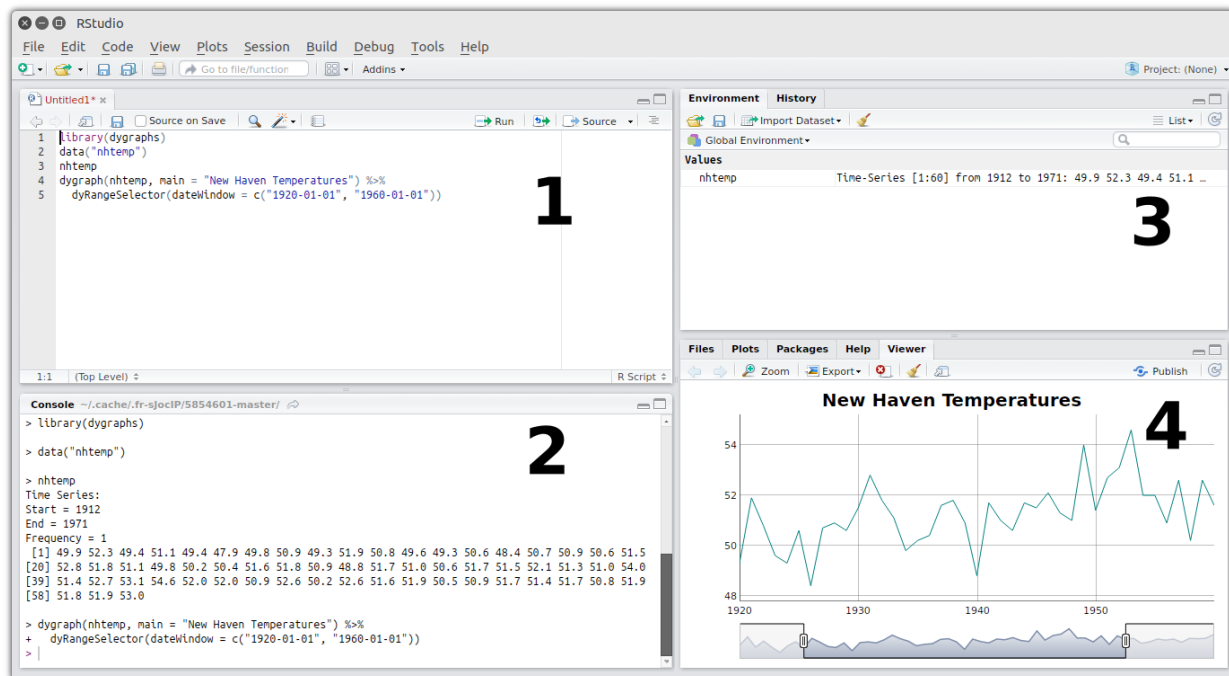 RStudio
File Edit Code View Plots Session Build Debug Tools Help
Go to file/function Addins Project: (None)
Untitled1*
Source on Save Run Source
1 library(dygraphs)
2 data("nhtemp")
3 nhtemp
4 dygraph(nhtemp, main = "New Haven Temperatures") %>%
5 dyRangeSelector(dateWindow = c("1920-01-01", "1960-01-01"))
1
1:1 (Top Level) R Script
Console ~/.cache/.fr-sJocIP/5854601-master/
> library(dygraphs)
> data("nhtemp")
> nhtemp
Time Series:
Start = 1912
End = 1971
Frequency = 1
[1] 49.9 52.3 49.4 51.1 49.4 47.9 49.8 50.9 49.3 51.9 50.8 49.6 49.3 50.6 48.4 50.7 50.9 50.6 51.5
[20] 52.8 51.8 51.1 49.8 50.2 50.4 51.6 51.8 50.9 48.8 51.7 51.0 50.6 51.7 51.5 52.1 51.3 51.0 54.0
[39] 51.4 52.7 53.1 54.6 52.0 52.0 50.9 52.6 50.2 52.6 51.6 51.9 50.5 50.9 51.7 51.4 51.7 50.8 51.9
[58] 51.8 51.9 53.0
> dygraph(nhtemp, main = "New Haven Temperatures") %>%
+ dyRangeSelector(dateWindow = c("1920-01-01", "1960-01-01"))
>
2
Environment History
Import Dataset List
Global Environment
Values
nhtemp Time-Series [1:60] from 1912 to 1971: 49.9 52.3 49.4 51.1 …
3
Files Plots Packages Help Viewer
Zoom Export Publish
New Haven Temperatures
4
54
52
50
48
1920 1930 1940 1950